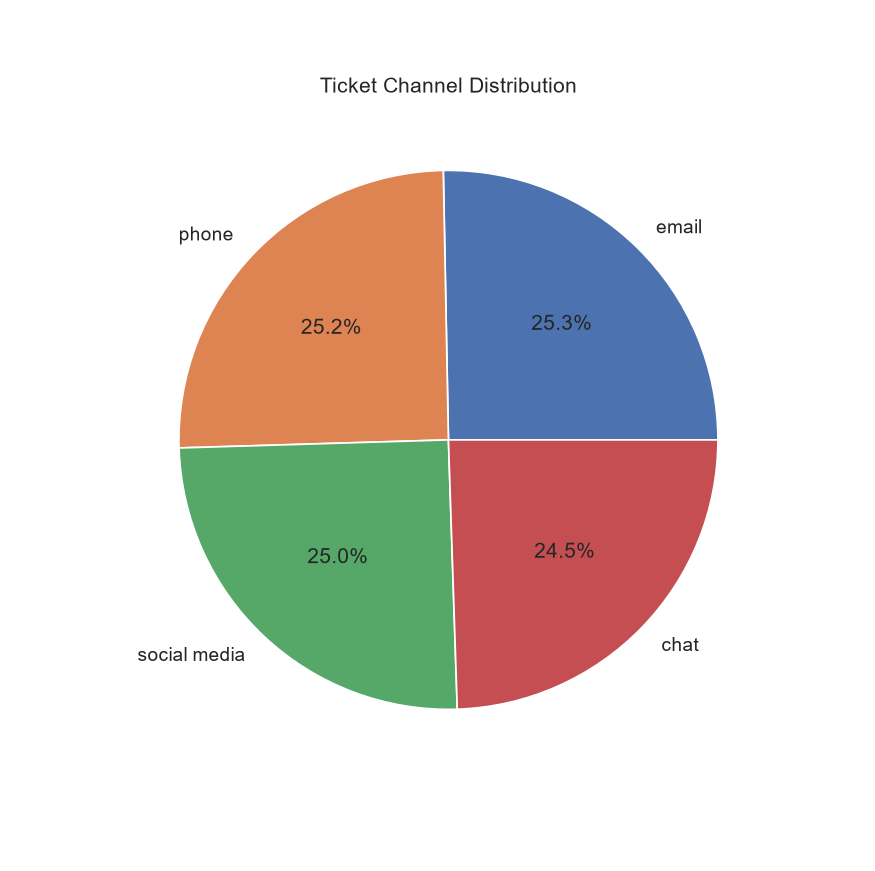 Ticket Channel Distribution
email
phone
25.3%
25.2%
24.5%
25.0%
chat
social media